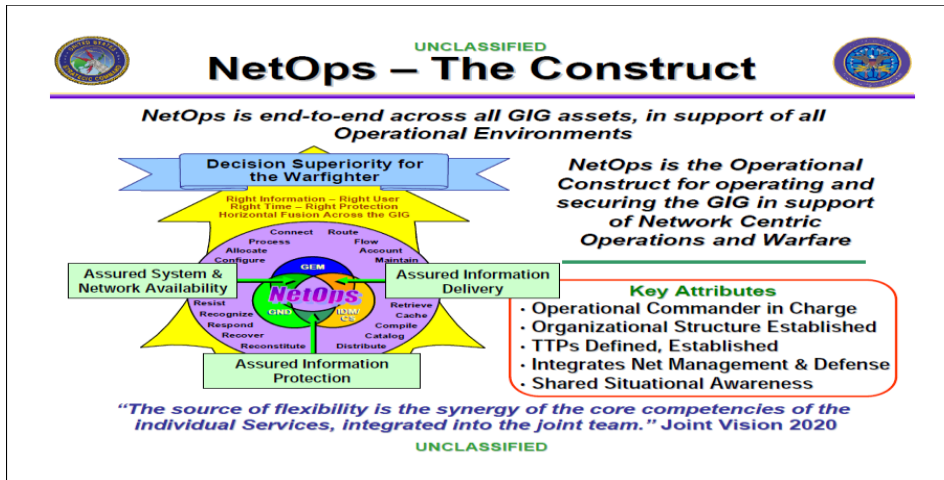 UNCLASSIFIED
NetOps – The Construct
NetOps is end-to-end across all GIG assets, in support of all
Operational Environments
Decision Superiority for
the Warfighter
Right Information – Right User
Right Time – Right Protection
Horizontal Fusion Across the GIG
Connect Route
Process Flow
Allocate Account
Configure Maintain
GEM
Assured System &
Network Availability
Assured Information
Delivery
NetOps
GND
IDM/
CS
Resist Retrieve
Recognize Cache
Respond Compile
Recover Catalog
Reconstitute Distribute
Assured Information
Protection
NetOps is the Operational
Construct for operating and
securing the GIG in support
of Network Centric
Operations and Warfare
Key Attributes
· Operational Commander in Charge
· Organizational Structure Established
· TTPs Defined, Established
· Integrates Net Management & Defense
· Shared Situational Awareness
“The source of flexibility is the synergy of the core competencies of the
individual Services, integrated into the joint team.” Joint Vision 2020
UNCLASSIFIED